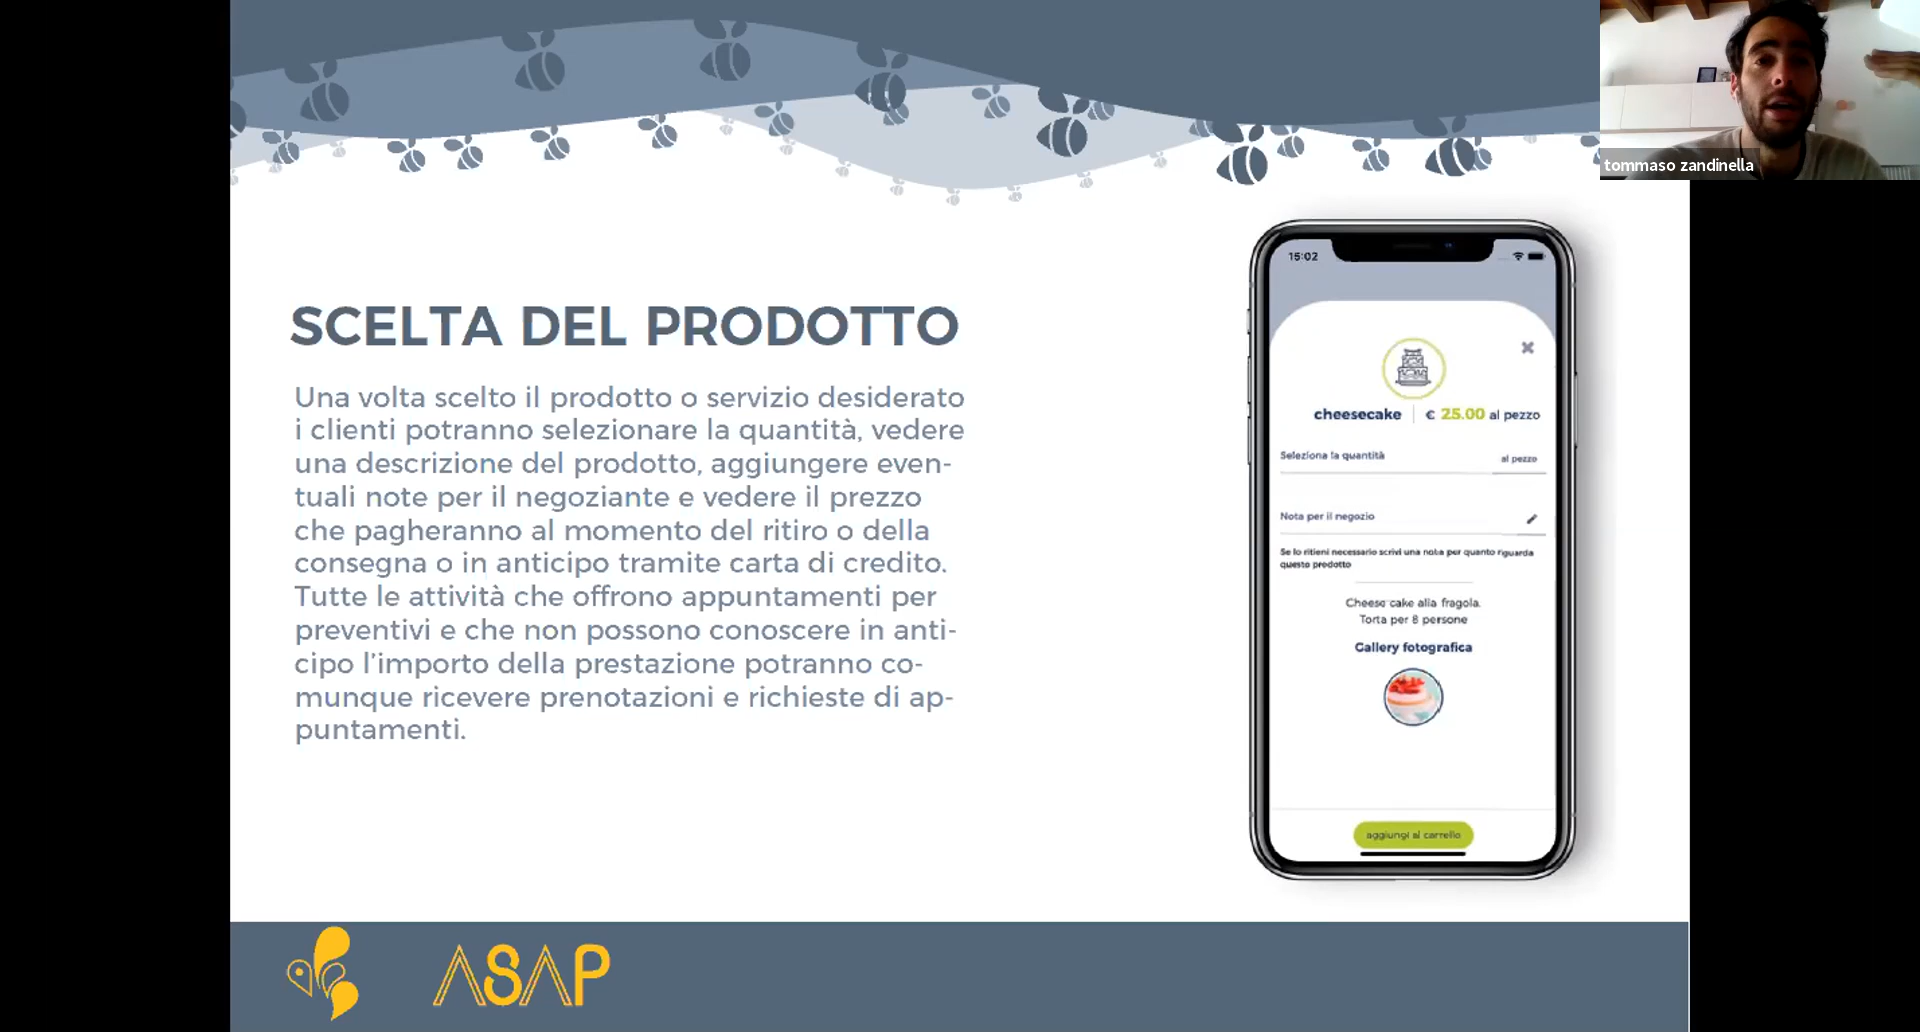 tommaso zandinella
SCELTA DEL PRODOTTO
Una volta scelto il prodotto o servizio desiderato
i clienti potranno selezionare la quantità, vedere
una descrizione del prodotto, aggiungere even-
tuali note per il negoziante e vedere il prezzo
che pagheranno al momento del ritiro o della
consegna o in anticipo tramite carta di credito.
Tutte le attività che offrono appuntamenti per
preventivi e che non possono conoscere in anti-
cipo l'importo della prestazione potranno co-
munque ricevere prenotazioni e richieste di ap-
puntamenti.
15:02
cheesecake € 25.00 al pezzo
Seleziona la quantità al pezzo
Nota per il negozio
Se lo ritieni necessario scrivi una nota per quanto riguarda
questo prodotto
Cheese cake alla fragola.
Torta per 8 persone
Gallery fotografica
aggiungi al carrello
ASAP